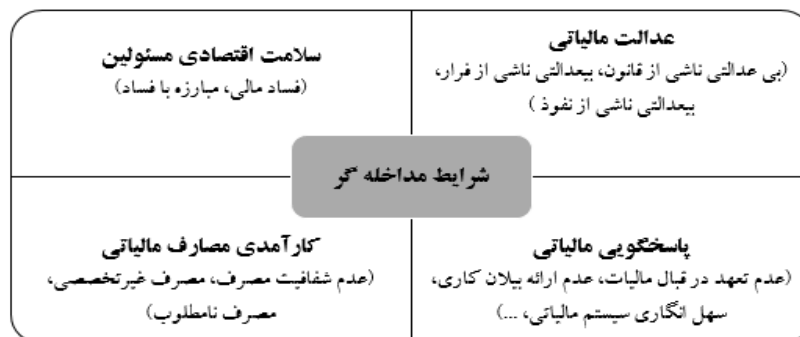 عدالت مالیاتی
(بی عدالتی ناشی از قانون، بیعدالتی ناشی از فرار،
بیعدالتی ناشی از نفوذ )
سلامت اقتصادی مسئولین
(فساد مالی، مبارزه با فساد)
شرایط مداخله گر
پاسخگویی مالیاتی
(عدم تعهد در قبال مالیات، عدم ارائه بیلان کاری،
سهل انگاری سیستم مالیاتی، ...)
کارآمدی مصارف مالیاتی
(عدم شفافیت مصرف، مصرف غیرتخصصی،
مصرف نامطلوب)